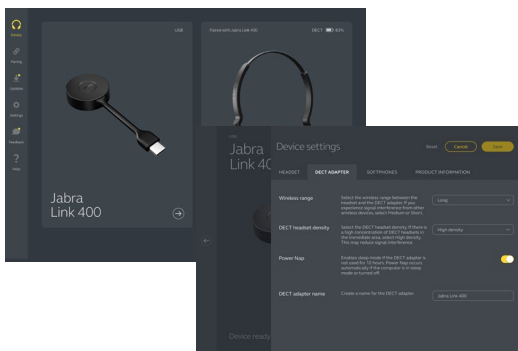 USB
Paired with Jabra Link 400
DECT 83%
Devices
Pairing
Updates
Settings
Feedback
Help
Jabra
Link 400
Jabra
Link 40
Device ready
Device settings
Reset
Cancel
Save
HEADSET
DECT ADAPTER
SOFTPHONES
PRODUCT INFORMATION
Wireless range
Select the wireless range between the
headset and the DECT adapter. If you
experience signal interference from other
wireless devices, select Medium or Short.
Long
DECT headset density
Select the DECT headset density. If there is
a high concentration of DECT headsets in
the immediate area, select High density.
This may reduce signal interference.
High density
Power Nap
Enables sleep mode if the DECT adapter is
not used for 10 hours. Power Nap occurs
automatically if the computer is in sleep
mode or turned off.
DECT adapter name
Create a name for the DECT adapter.
Jabra Link 400